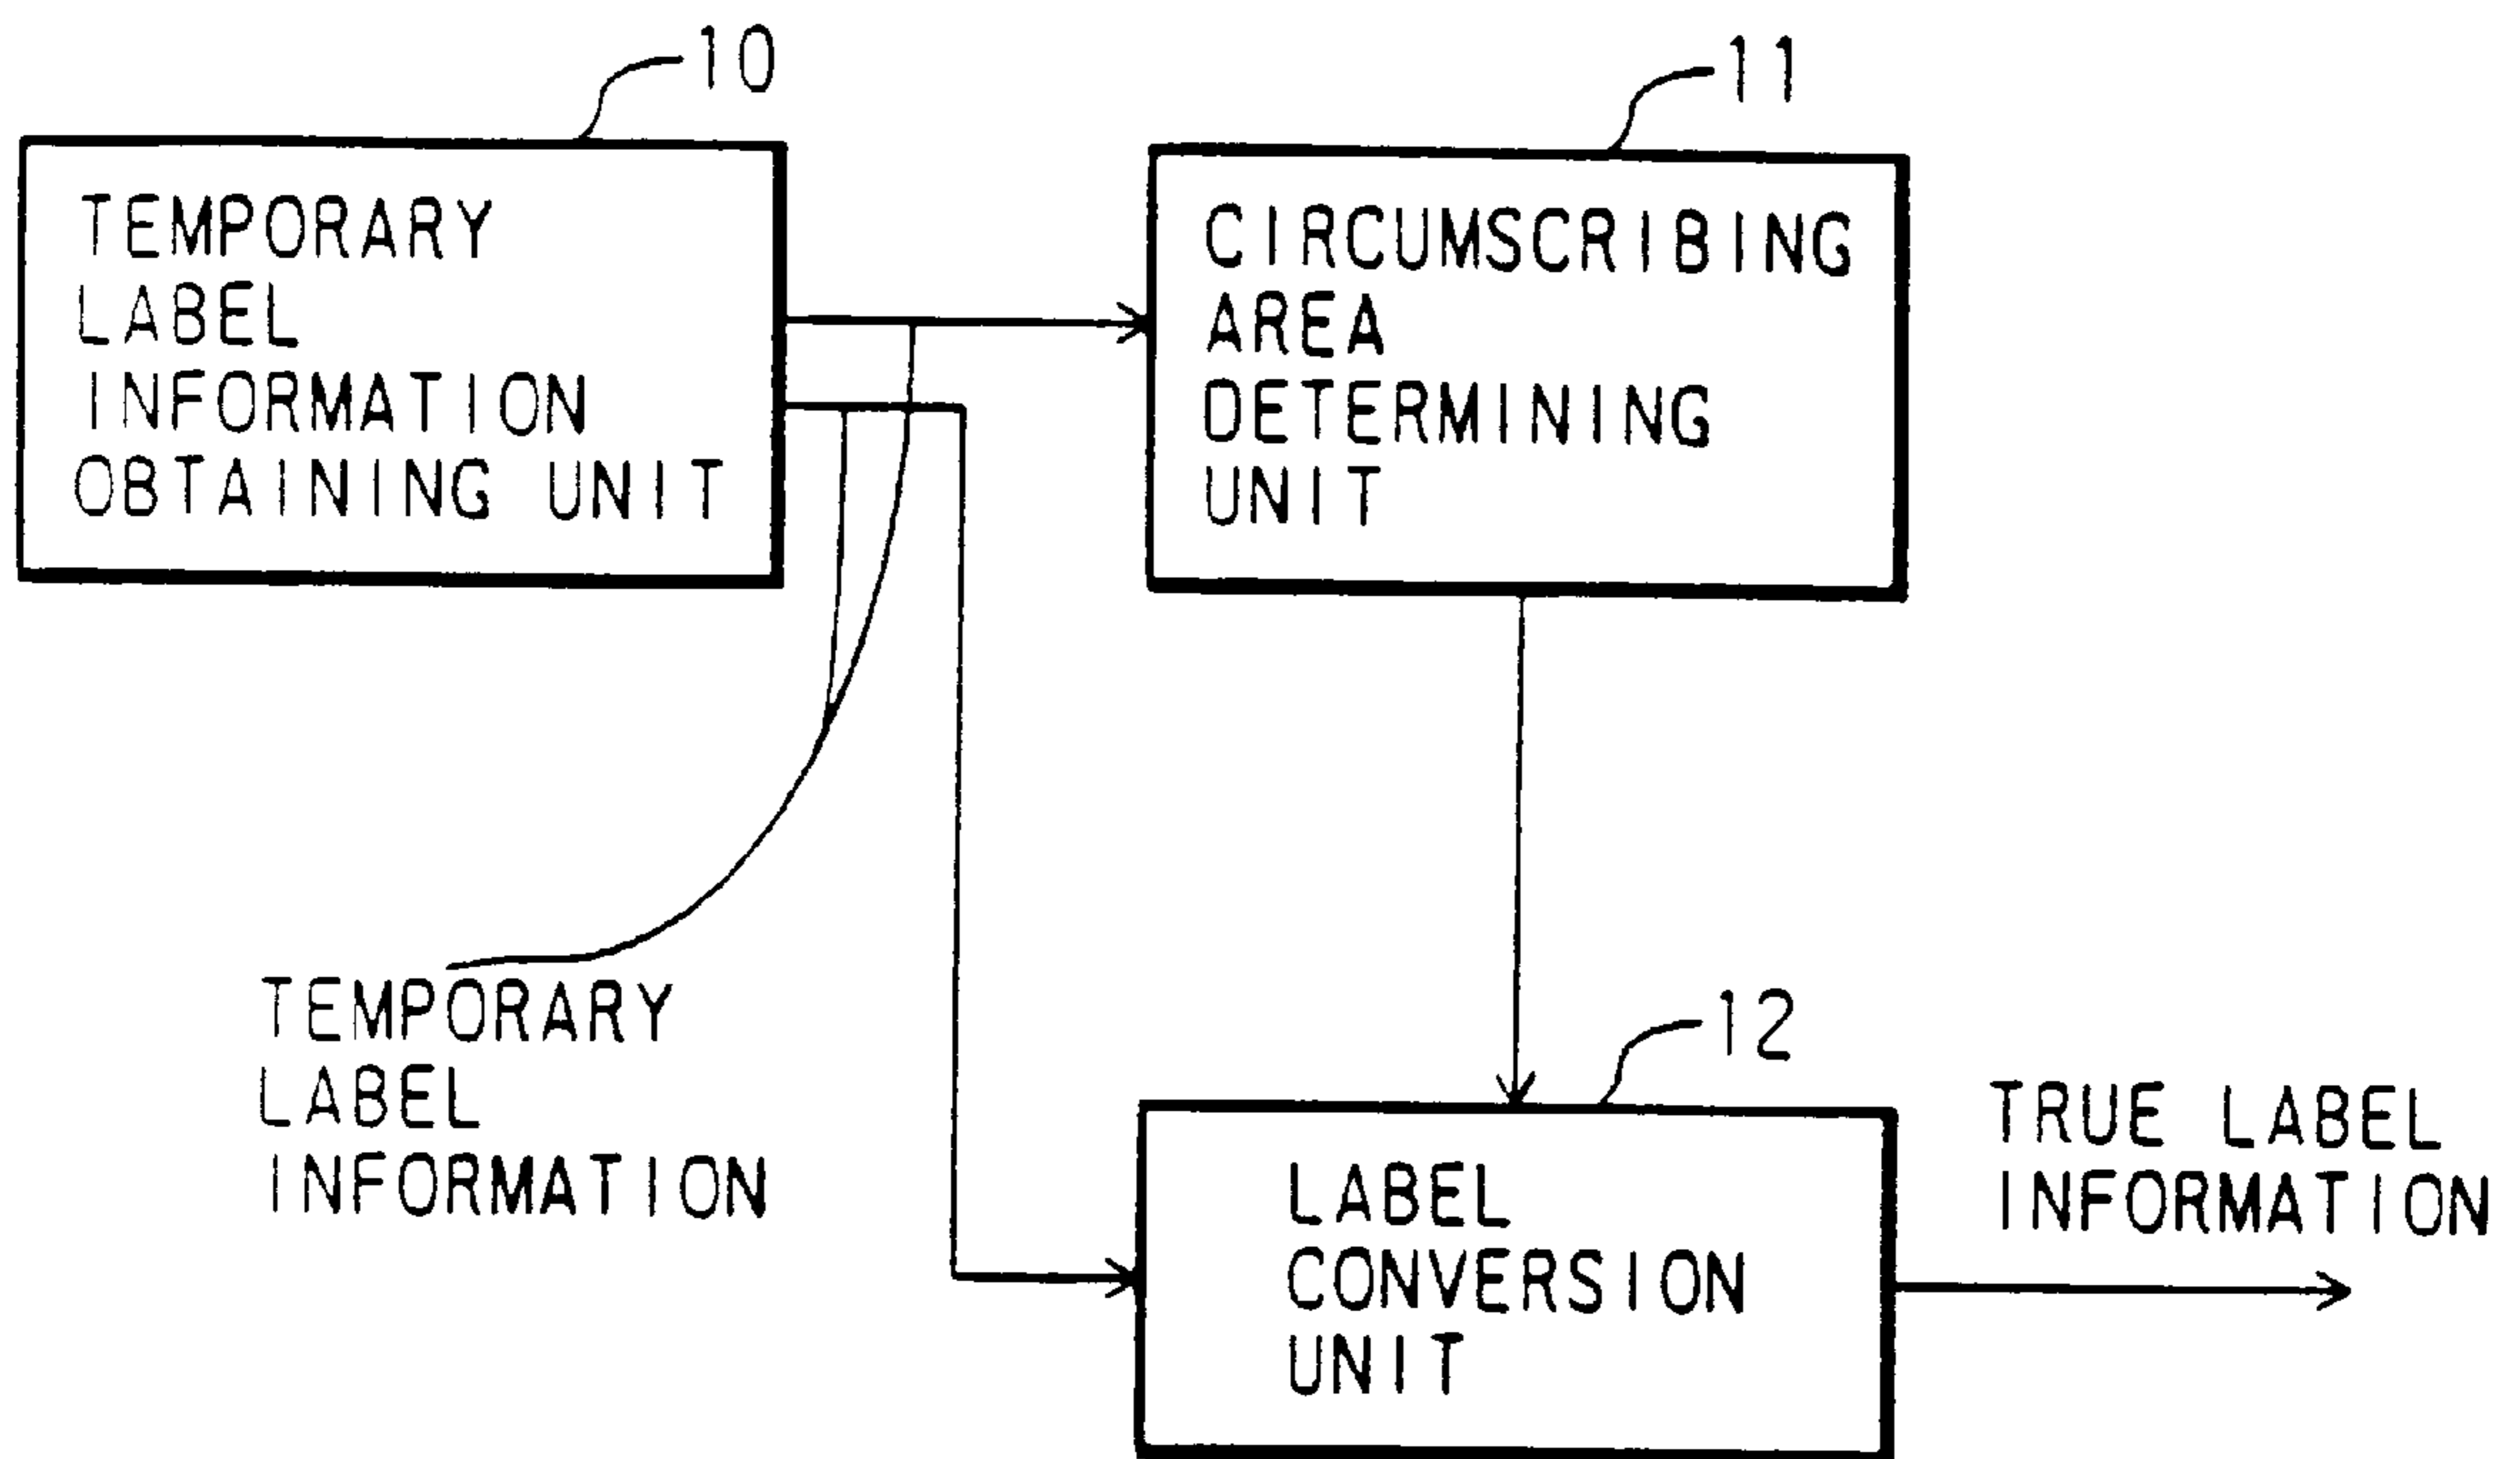 10
TEMPORARY
LABEL
INFORMATION
OBTAINING UNIT
11
CIRCUMSCRIBING
AREA
DETERMINING
UNIT
TEMPORARY
LABEL
INFORMATION
12
LABEL
CONVERSION
UNIT
TRUE LABEL
INFORMATION